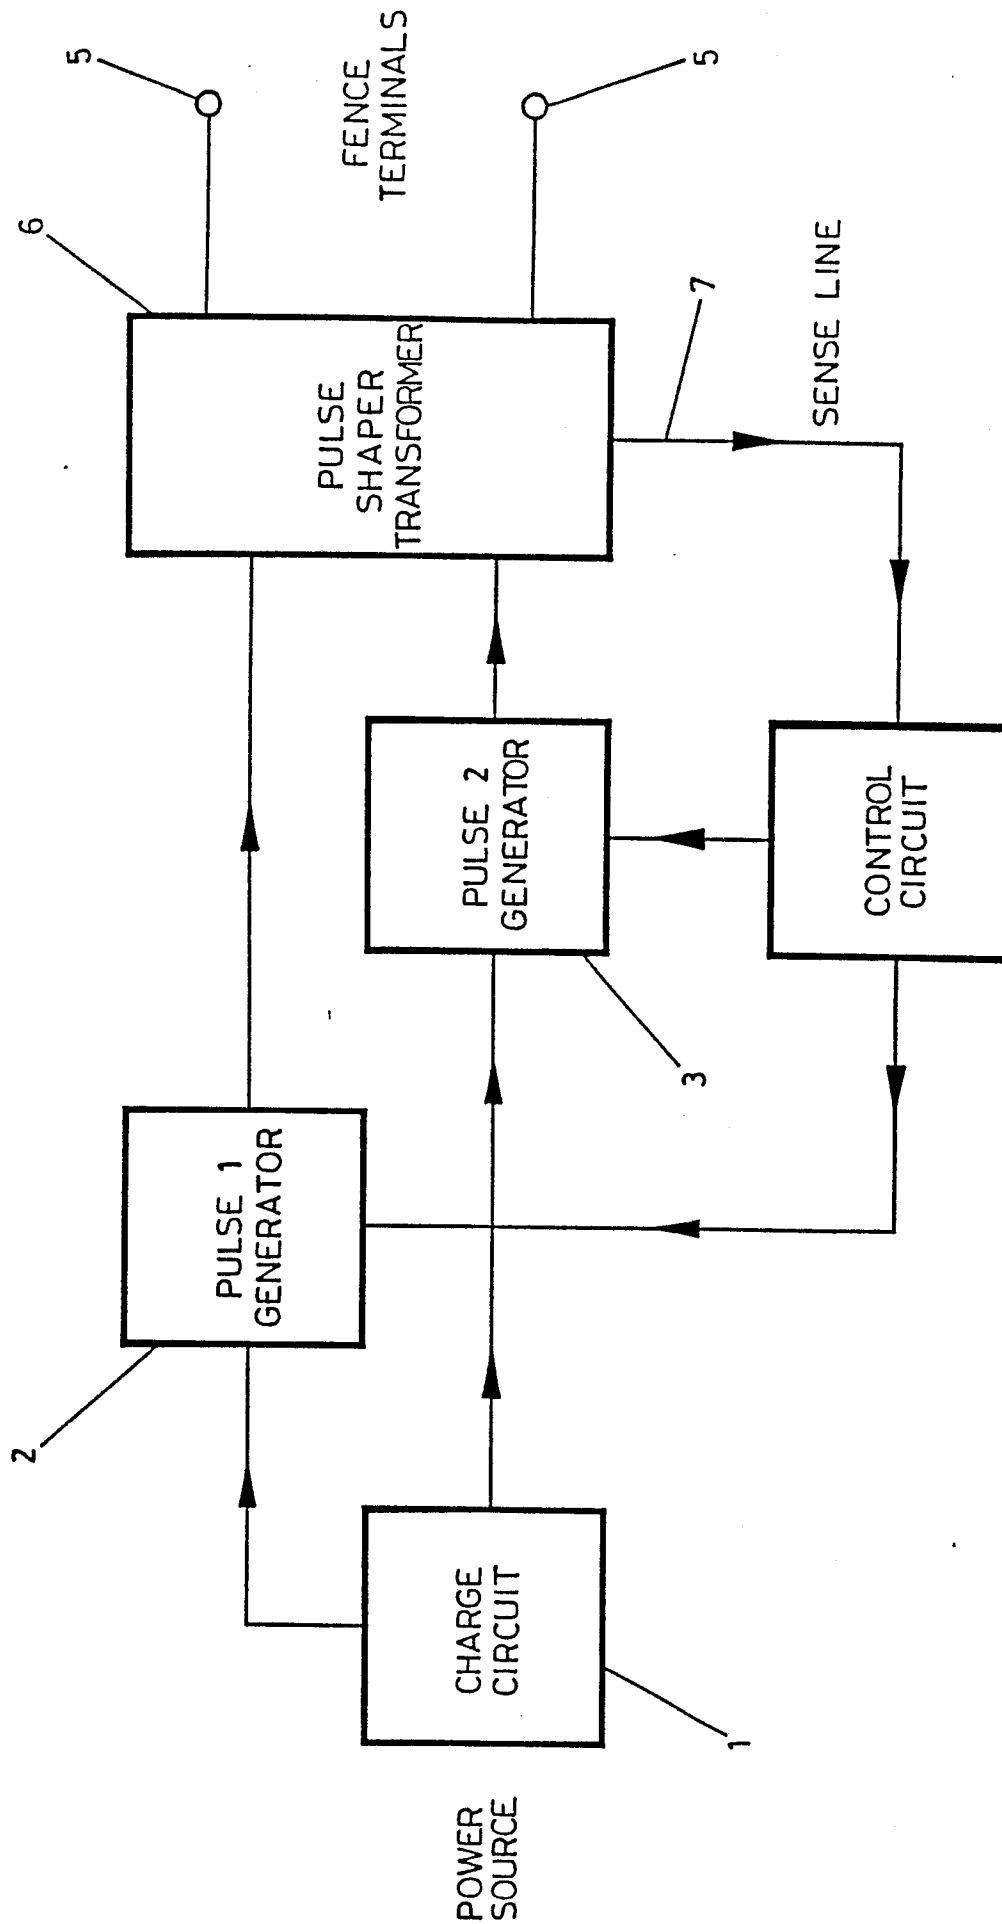 POWER
SOURCE
CHARGE
CIRCUIT
1
2
PULSE 1
GENERATOR
3
PULSE 2
GENERATOR
CONTROL
CIRCUIT
6
PULSE
SHAPER
TRANSFORMER
7
SENSE LINE
5
FENCE
TERMINALS
5